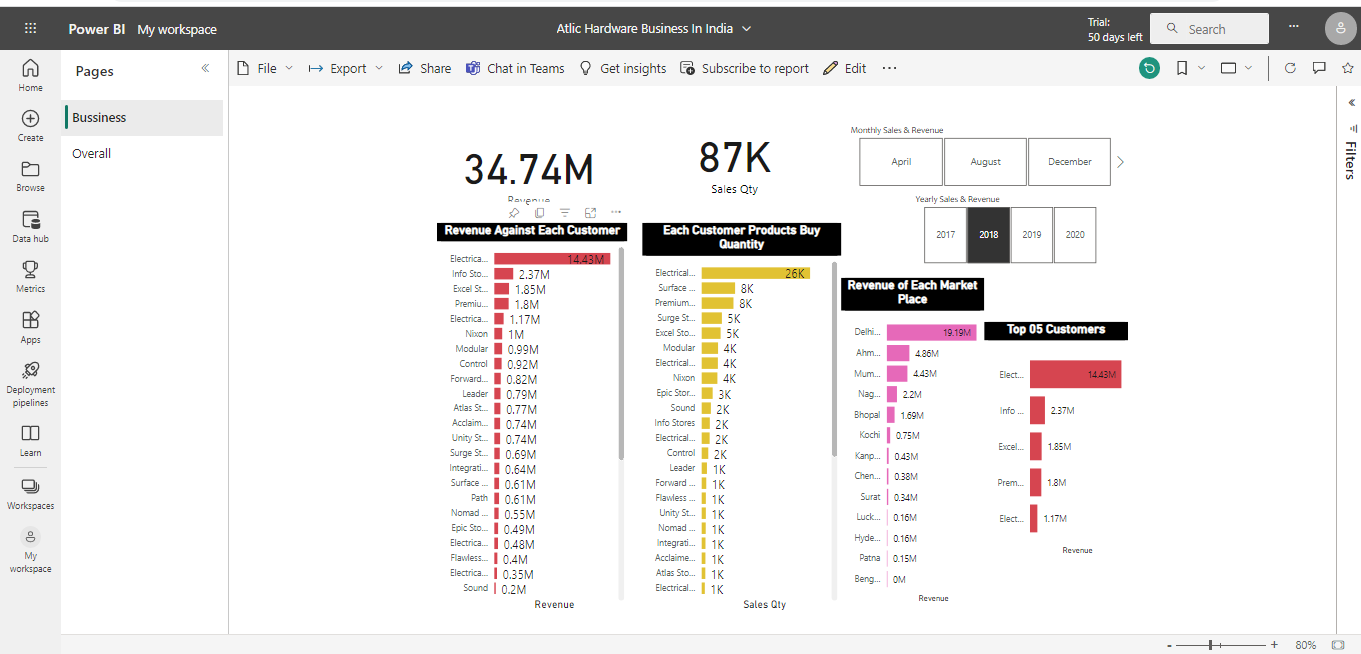 Power BI My workspace
Atlic Hardware Business In India
Trial:
50 days left
Search
Home
Create
Browse
Data hub
Metrics
Apps
Deployment
pipelines
Learn
Workspaces
My
workspace
Pages
Bussiness
Overall
File Export Share Chat in Teams Get insights Subscribe to report Edit
Filters
34.74M
Revenue
87K
Sales Qty
Monthly Sales & Revenue
April August December
Yearly Sales & Revenue
2017 2018 2019 2020
Revenue Against Each Customer
Electrica... 14.43M
Info Sto... 2.37M
Excel St... 1.85M
Premiu... 1.8M
Electrica... 1.17M
Nixon 1M
Modular 0.99M
Control 0.92M
Forward... 0.82M
Leader 0.79M
Atlas St... 0.77M
Acclaim... 0.74M
Unity St... 0.74M
Surge St... 0.69M
Integrati... 0.64M
Surface ... 0.61M
Path 0.61M
Nomad ... 0.55M
Epic Sto... 0.49M
Electrica... 0.48M
Flawless... 0.4M
Electrica... 0.35M
Sound 0.2M
Revenue
Each Customer Products Buy
Quantity
Electrical... 26K
Surface ... 8K
Premium... 8K
Surge St... 5K
Excel Sto... 5K
Modular 4K
Electrical... 4K
Nixon 4K
Epic Stor... 3K
Sound 2K
Info Stores 2K
Electrical... 2K
Control 2K
Leader 1K
Forward ... 1K
Flawless ... 1K
Unity St... 1K
Nomad ... 1K
Integrati... 1K
Acclaime... 1K
Atlas Sto... 1K
Electrical... 1K
Sales Qty
Revenue of Each Market
Place
Delhi... 19.19M
Ahm... 4.86M
Mum... 4.43M
Nag... 2.2M
Bhopal 1.69M
Kochi 0.75M
Kanp... 0.43M
Chen... 0.38M
Surat 0.34M
Luck... 0.16M
Hyde... 0.16M
Patna 0.15M
Beng... 0M
Revenue
Top 05 Customers
Elect... 14.43M
Info ... 2.37M
Excel... 1.85M
Prem... 1.8M
Elect... 1.17M
Revenue
80%